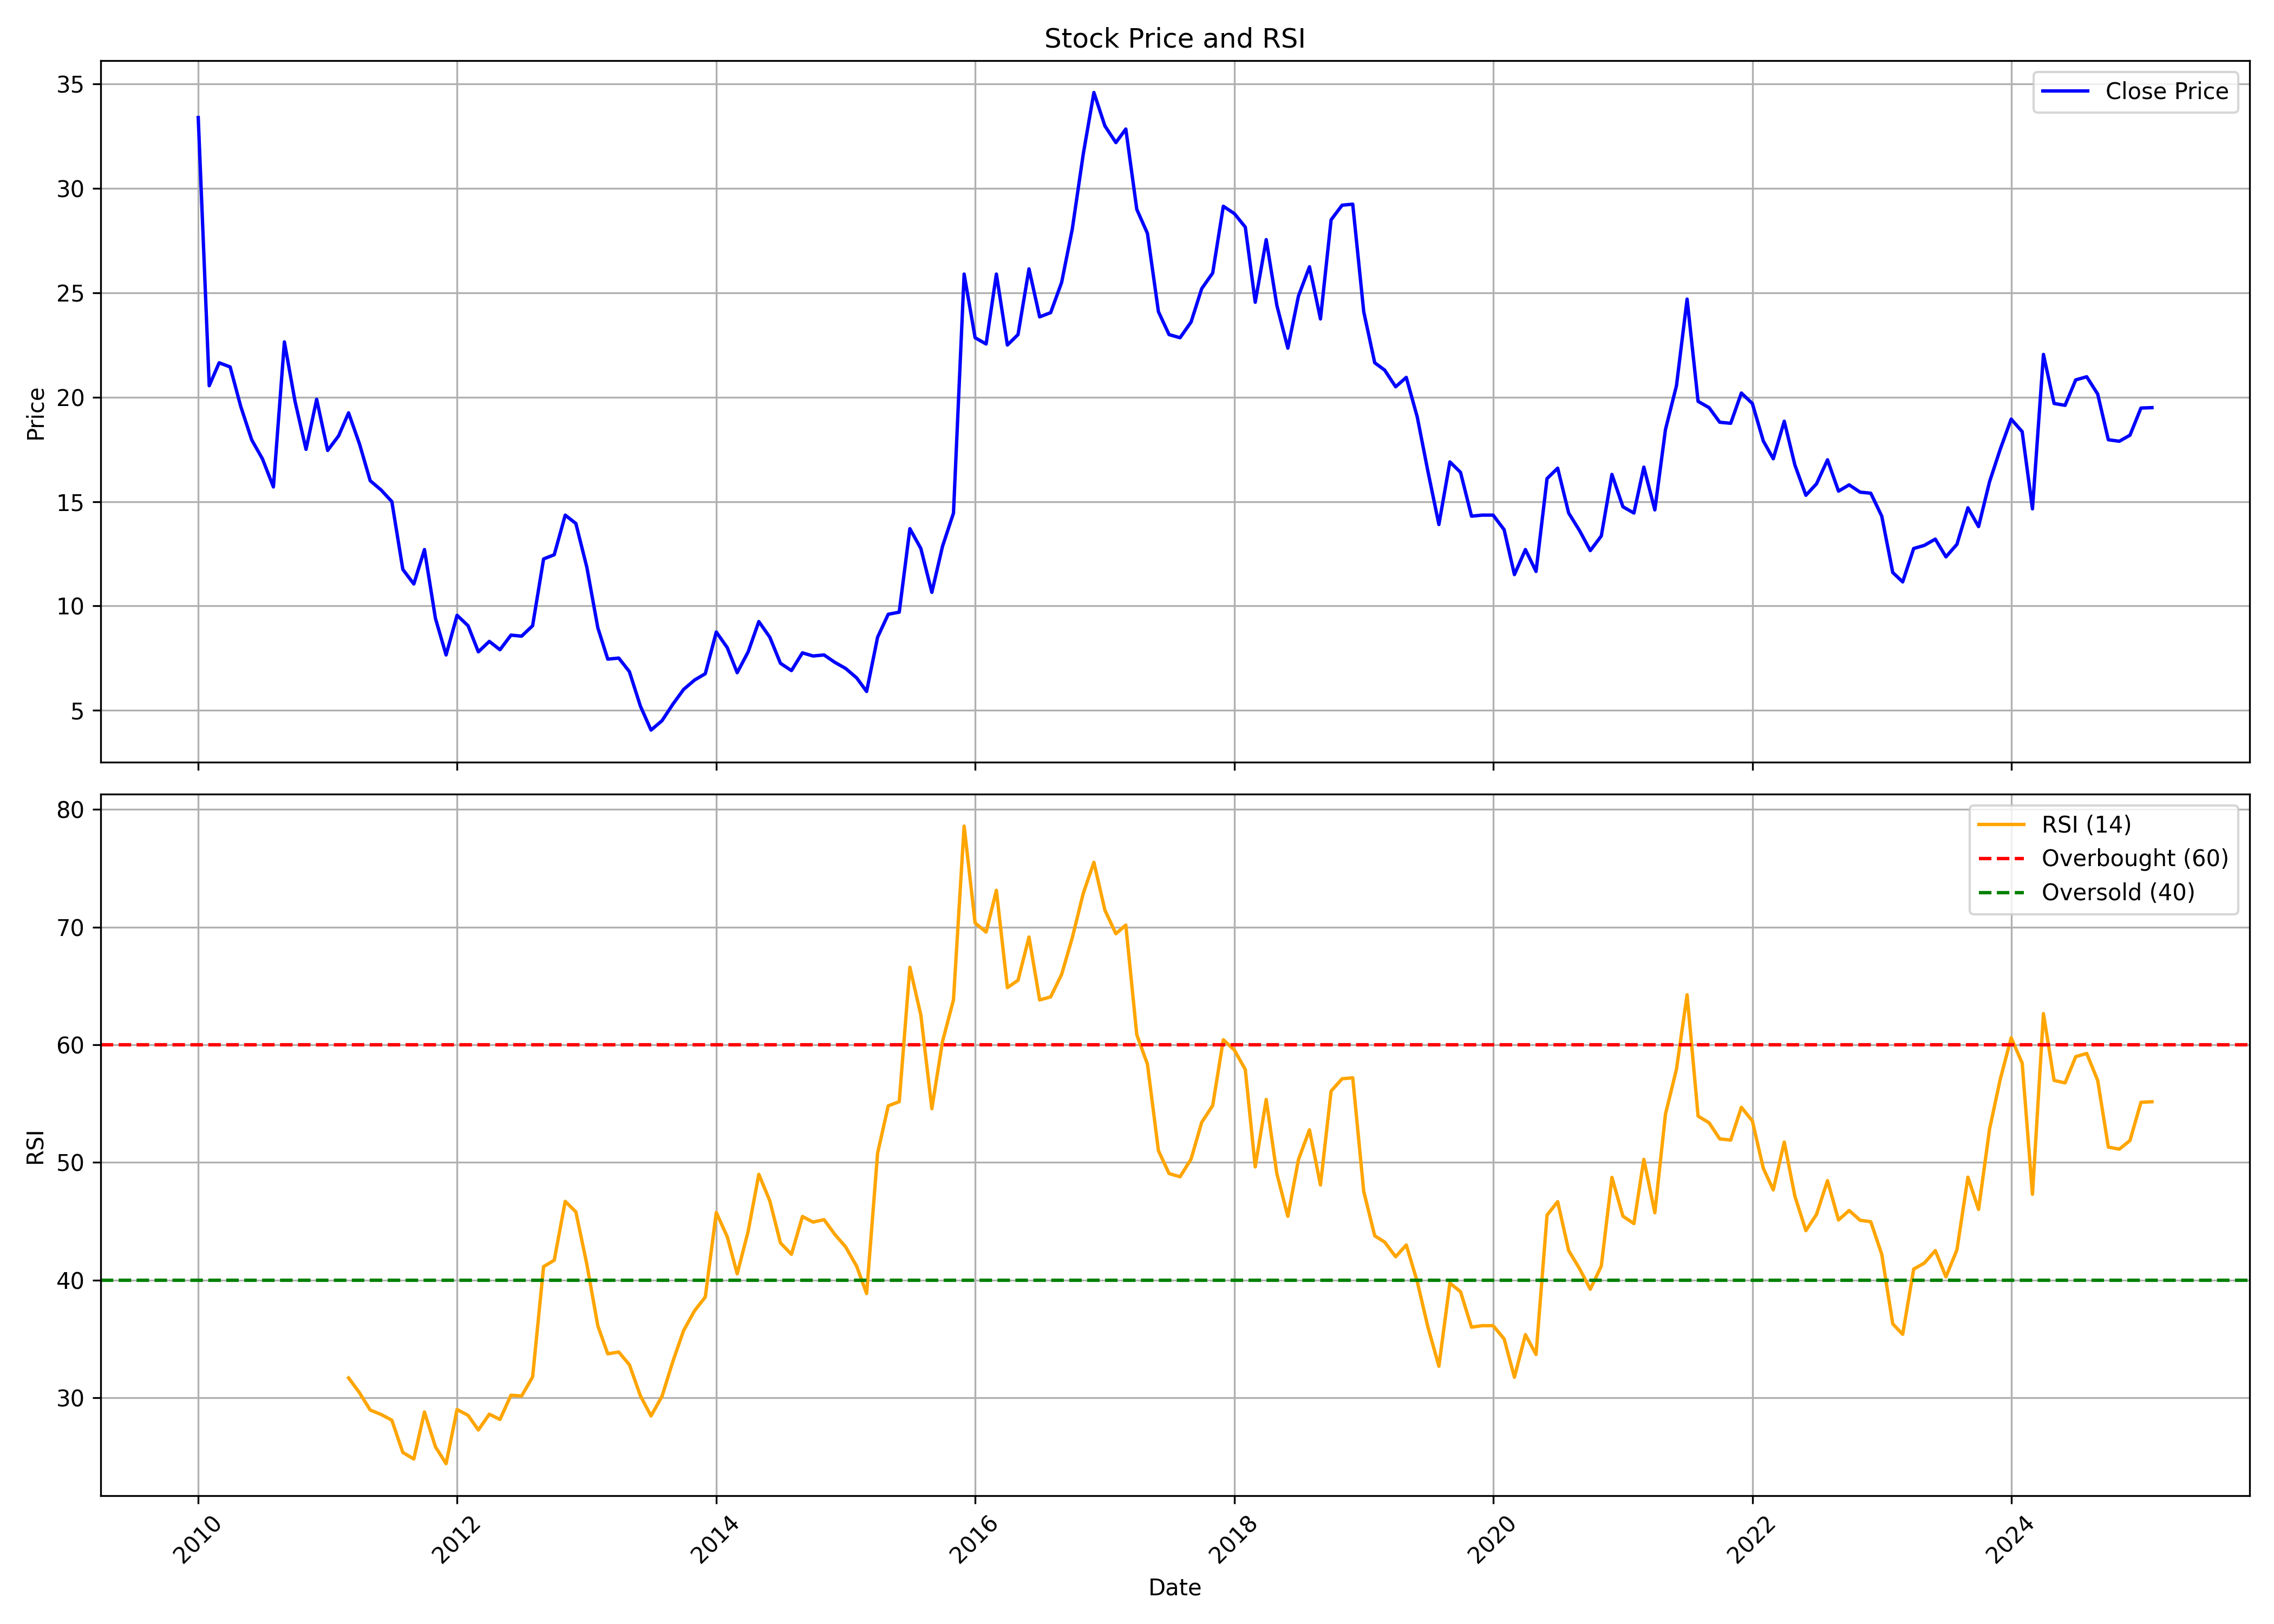 Stock Price and RSI
Close Price
Price
35
30
25
20
15
10
5
RSI (14)
Overbought (60)
Oversold (40)
RSI
80
70
60
50
40
30
2010
2012
2014
2016
2018
2020
2022
2024
Date